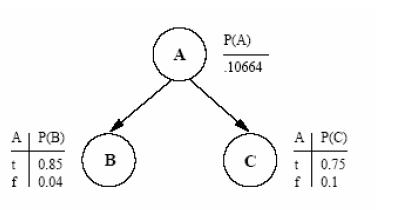 A
P(A)
.10664
A P(B)
t 0.85
f 0.04
B
C
A P(C)
t 0.75
f 0.1